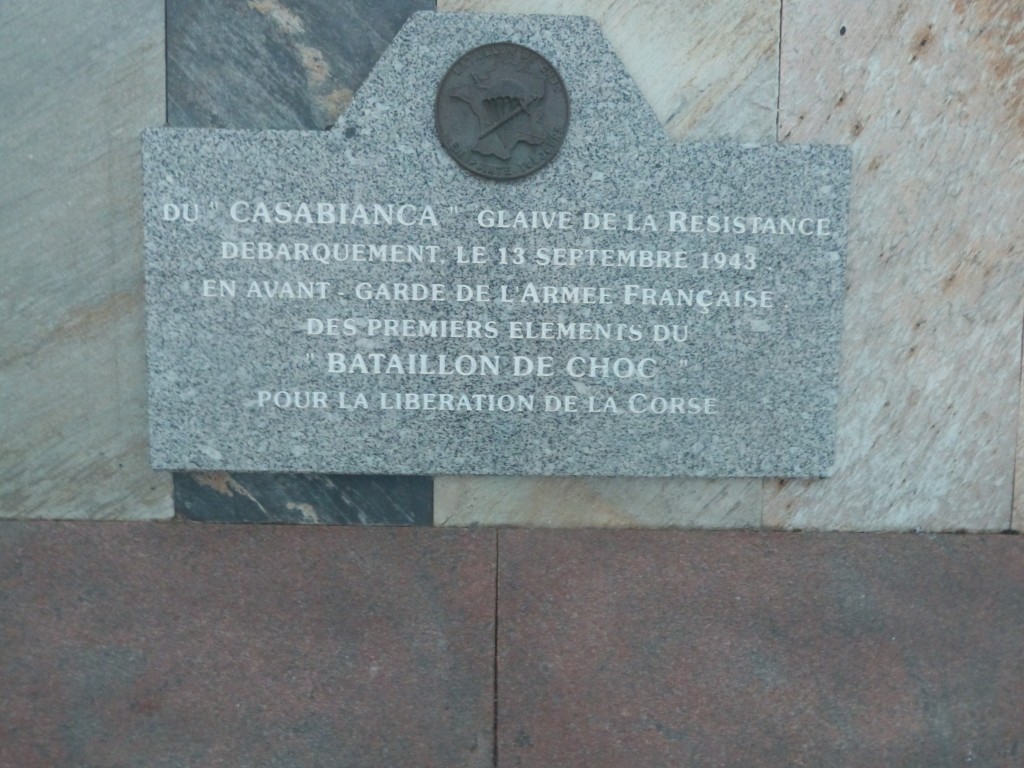 DU " CASABIANCA " GLAIVE DE LA RESISTANCE
DEBARQUEMENT, LE 13 SEPTEMBRE 1943,
EN AVANT - GARDE DE L'ARMEE FRANÇAISE,
DES PREMIERS ELEMENTS DU
" BATAILLON DE CHOC "
POUR LA LIBERATION DE LA CORSE